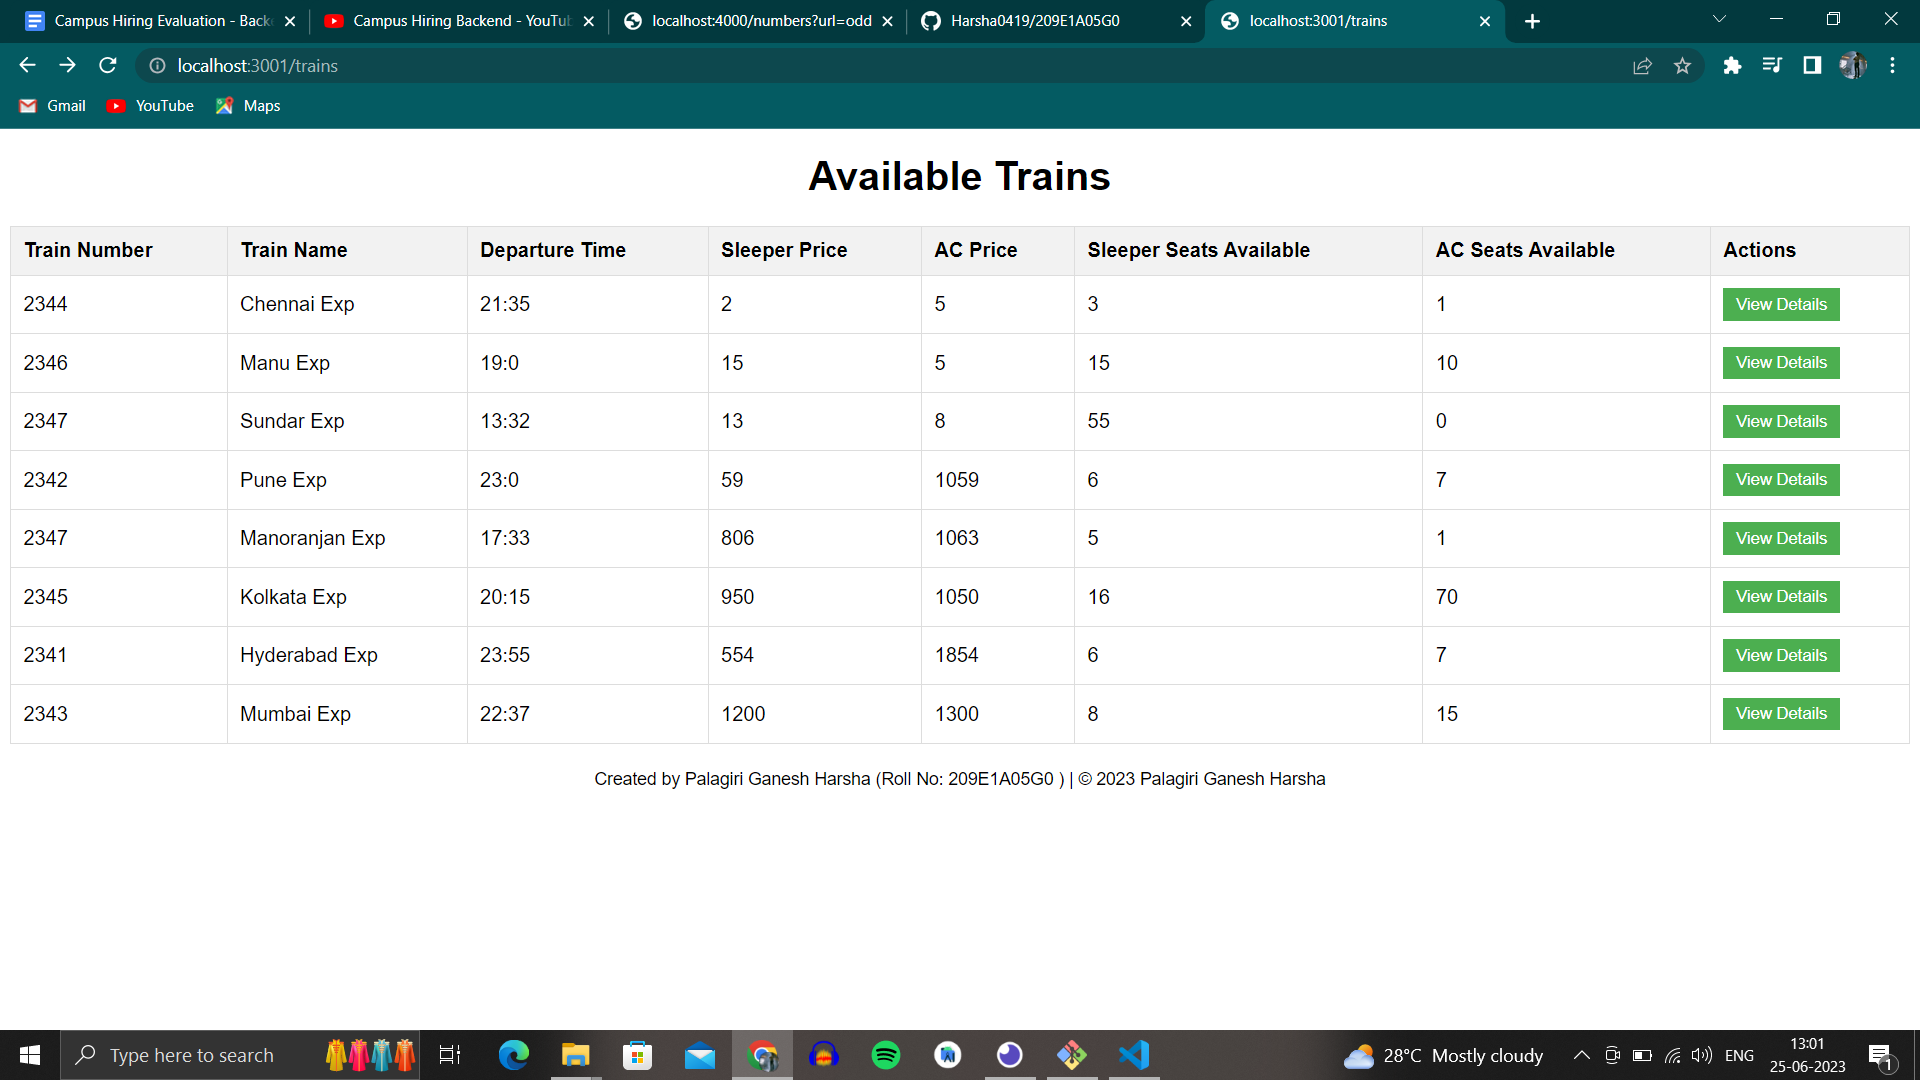 Campus Hiring Evaluation - Back
Campus Hiring Backend - YouTub
localhost:4000/numbers?url=odd
Harsha0419/209E1A05G0
localhost:3001/trains
localhost:3001/trains
Gmail YouTube Maps
Available Trains
Train Number Train Name Departure Time Sleeper Price AC Price Sleeper Seats Available AC Seats Available Actions
2344 Chennai Exp 21:35 2 5 3 1 View Details
2346 Manu Exp 19:0 15 5 15 10 View Details
2347 Sundar Exp 13:32 13 8 55 0 View Details
2342 Pune Exp 23:0 59 1059 6 7 View Details
2347 Manoranjan Exp 17:33 806 1063 5 1 View Details
2345 Kolkata Exp 20:15 950 1050 16 70 View Details
2341 Hyderabad Exp 23:55 554 1854 6 7 View Details
2343 Mumbai Exp 22:37 1200 1300 8 15 View Details
Created by Palagiri Ganesh Harsha (Roll No: 209E1A05G0 ) | © 2023 Palagiri Ganesh Harsha
Type here to search
28°C Mostly cloudy
ENG
13:01
25-06-2023
1